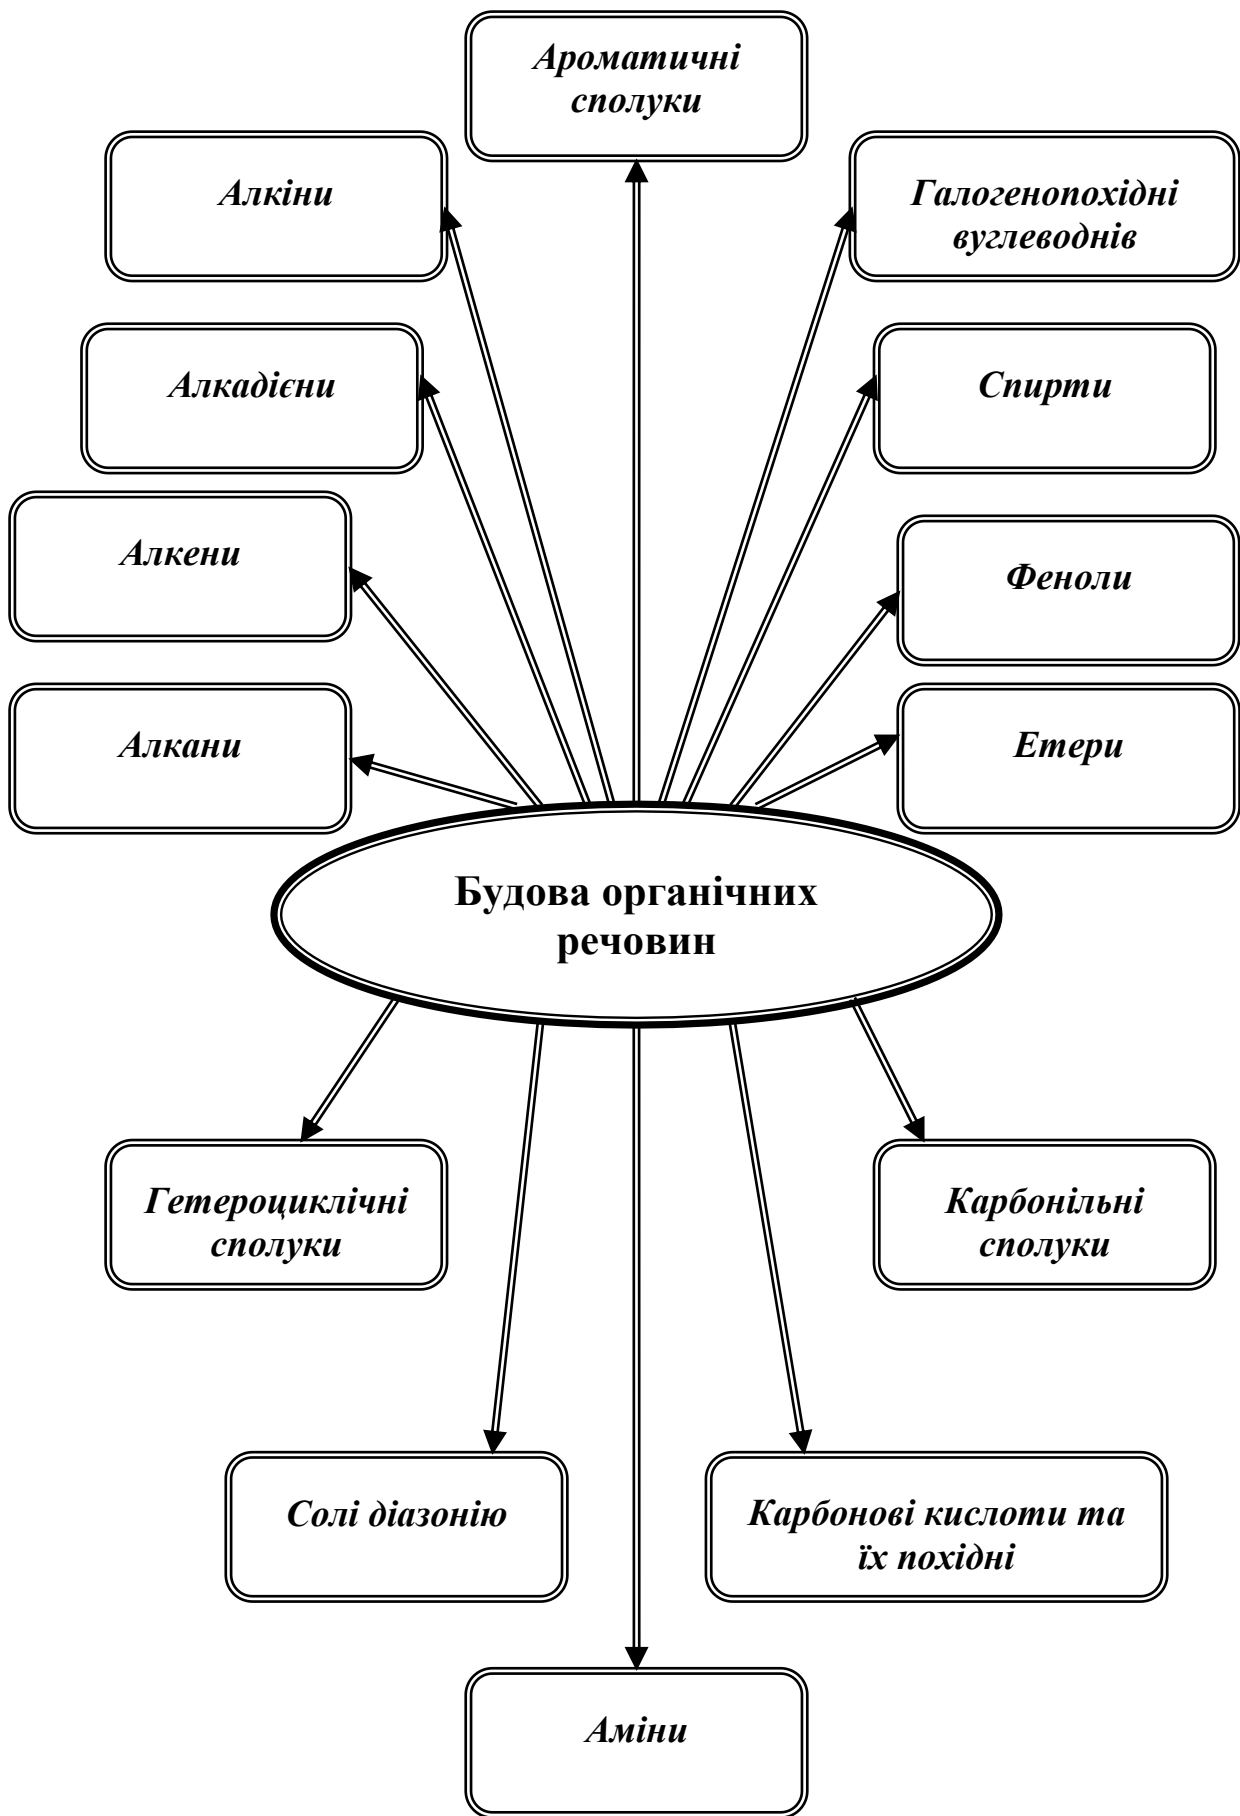 Ароматичні
сполуки
Алкіни
Галогенопохідні
вуглеводнів
Алкадієни
Спирти
Алкени
Феноли
Алкани
Етери
Будова органічних
речовин
Гетероциклічні
сполуки
Карбонільні
сполуки
Солі діазонію
Карбонові кислоти та
їх похідні
Аміни